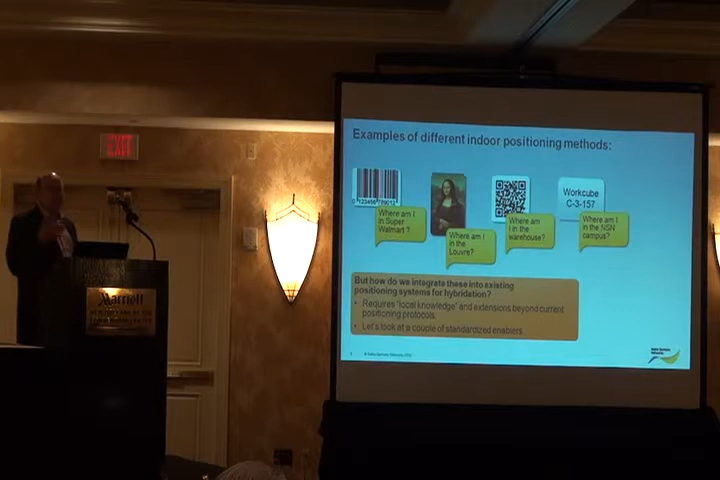 EXIT
Marriott
Examples of different indoor positioning methods:
Workcube
C-3-157
Where am I
in Super
Walmart ?
Where am I
in the
Louvre?
Where am
I in the
warehouse?
Where am I
in the NSN
campus?
But how do we integrate these into existing
positioning systems for hybridization?
• Requires "local knowledge" and extensions beyond current
positioning protocols.
• Let's look at a couple of standardized enablers
Nokia Siemens
Networks